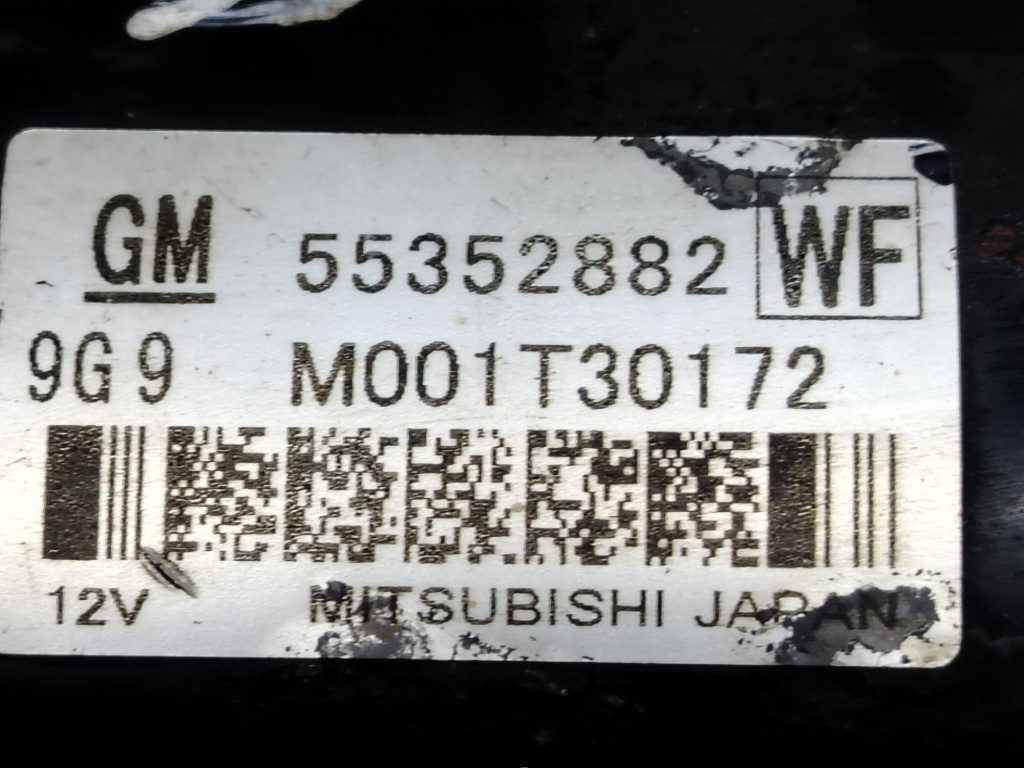 GM 55352882 WF
9G9 M001T30172
12V MITSUBISHI JAPAN